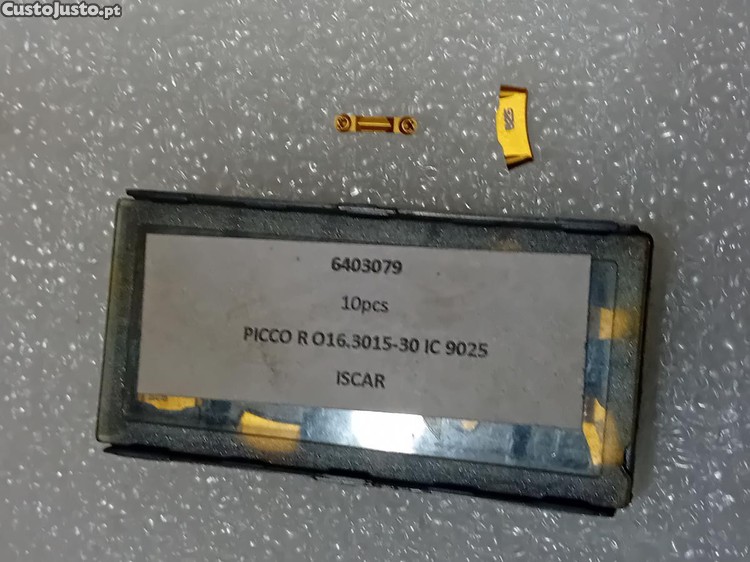 CustoJusto.pt
6403079
10pcs
PICCO R O16.3015-30 IC 9025
ISCAR